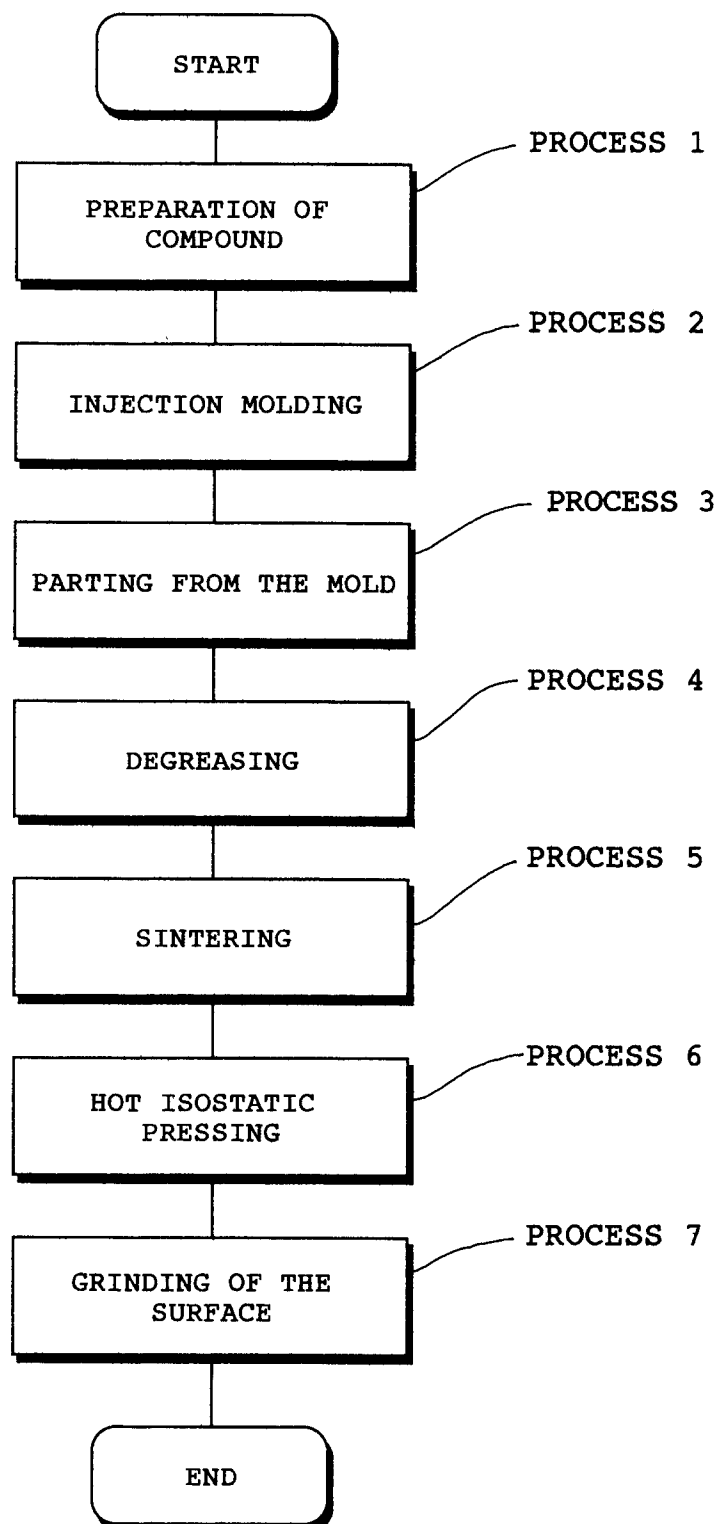 START
PROCESS 1
PREPARATION OF
COMPOUND
PROCESS 2
INJECTION MOLDING
PROCESS 3
PARTING FROM THE MOLD
PROCESS 4
DEGREASING
PROCESS 5
SINTERING
PROCESS 6
HOT ISOSTATIC
PRESSING
PROCESS 7
GRINDING OF THE
SURFACE
END